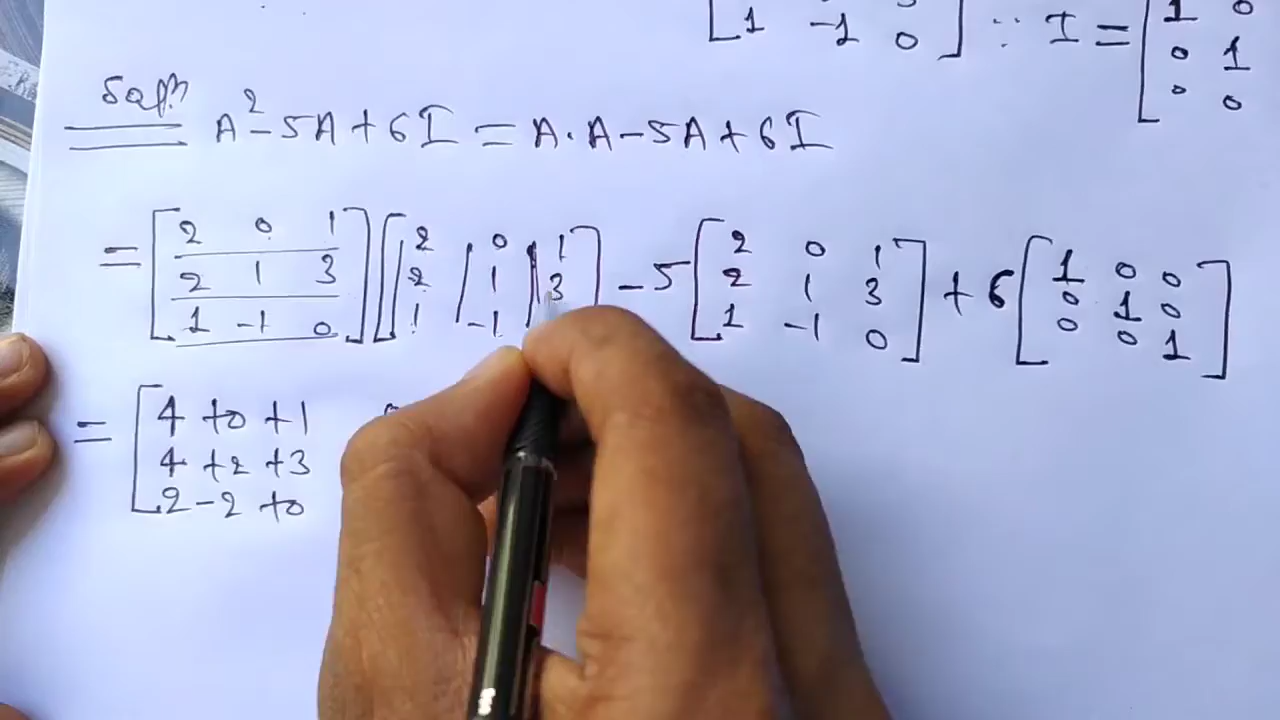 1 -1 0 ∵ I = 1 0
0 1
0 0
Solⁿ A² - 5A + 6I = A·A - 5A + 6I
= [2 0 1] [2 0 1] - 5 [2 0 1] + 6 [1 0 0]
[2 1 3] [2 1 3] [2 1 3] [0 1 0]
[1 -1 0] [1 -1 [1 -1 0] [0 0 1]
= [4 +0 +1
4 +2 +3
2 -2 +0